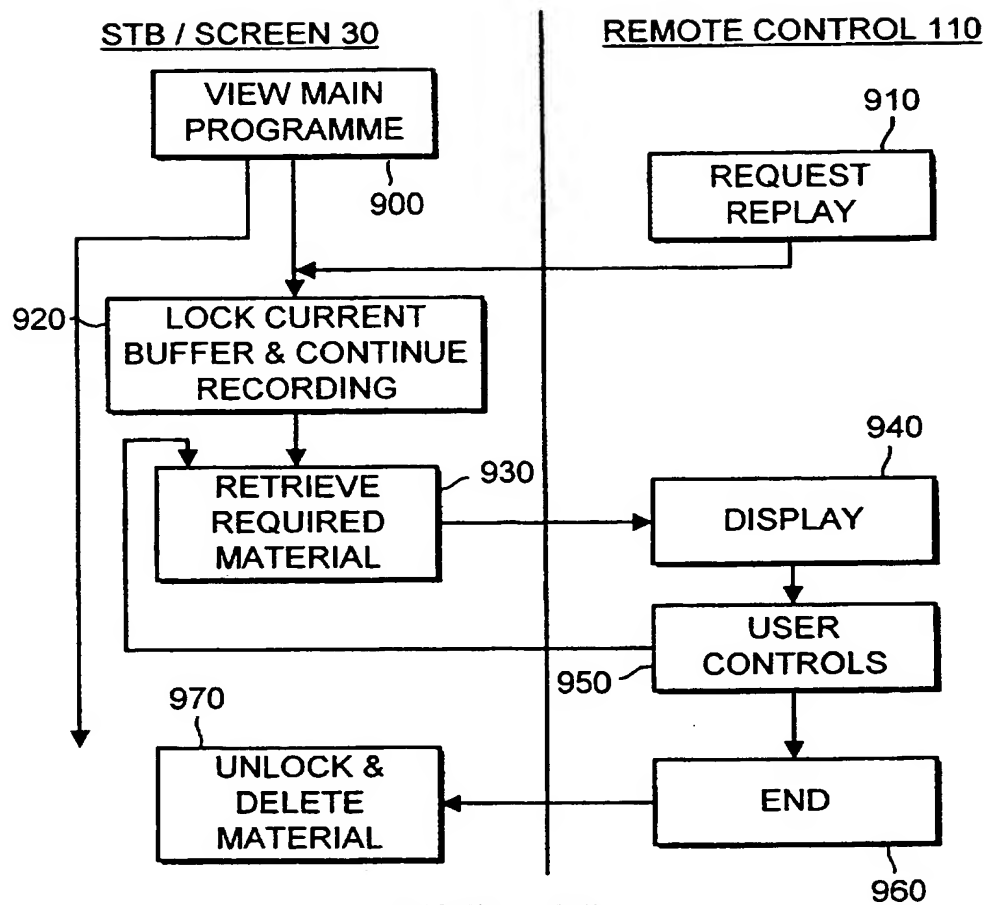 STB / SCREEN 30
REMOTE CONTROL 110
VIEW MAIN
PROGRAMME
900
910
REQUEST
REPLAY
920
LOCK CURRENT
BUFFER & CONTINUE
RECORDING
RETRIEVE
REQUIRED
MATERIAL
930
940
DISPLAY
USER
CONTROLS
950
970
UNLOCK &
DELETE
MATERIAL
END
960